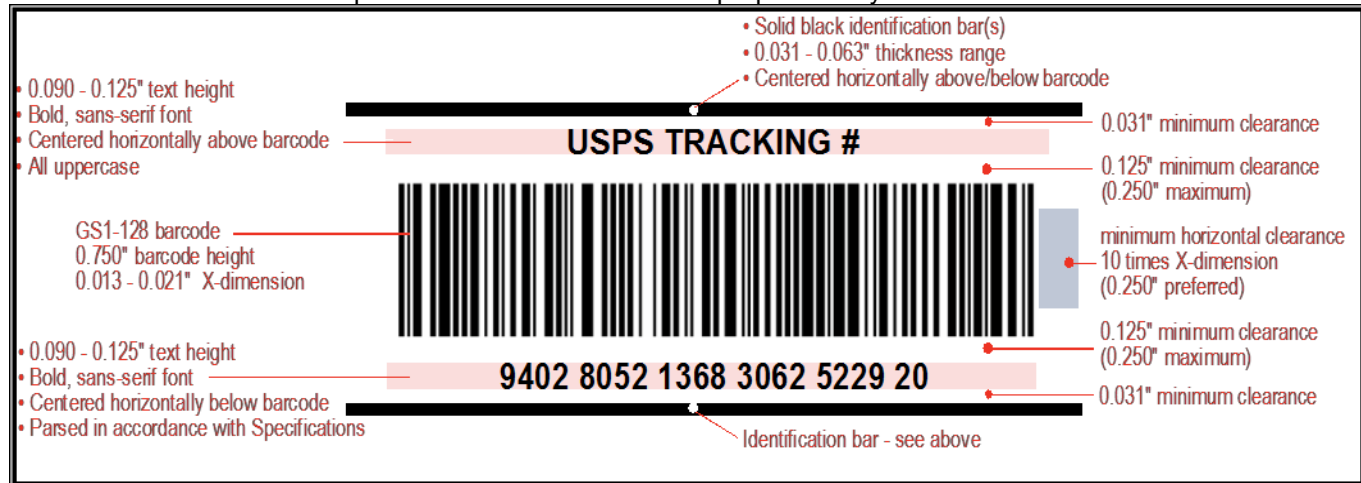 • Solid black identification bar(s)
• 0.031 - 0.063" thickness range
• Centered horizontally above/below barcode
• 0.090 - 0.125" text height
• Bold, sans-serif font
• Centered horizontally above barcode
• All uppercase
0.031" minimum clearance
USPS TRACKING #
0.125" minimum clearance
(0.250" maximum)
GS1-128 barcode
0.750" barcode height
0.013 - 0.021" X-dimension
minimum horizontal clearance
10 times X-dimension
(0.250" preferred)
0.125" minimum clearance
(0.250" maximum)
• 0.090 - 0.125" text height
• Bold, sans-serif font
• Centered horizontally below barcode
• Parsed in accordance with Specifications
9402 8052 1368 3062 5229 20
0.031" minimum clearance
Identification bar - see above